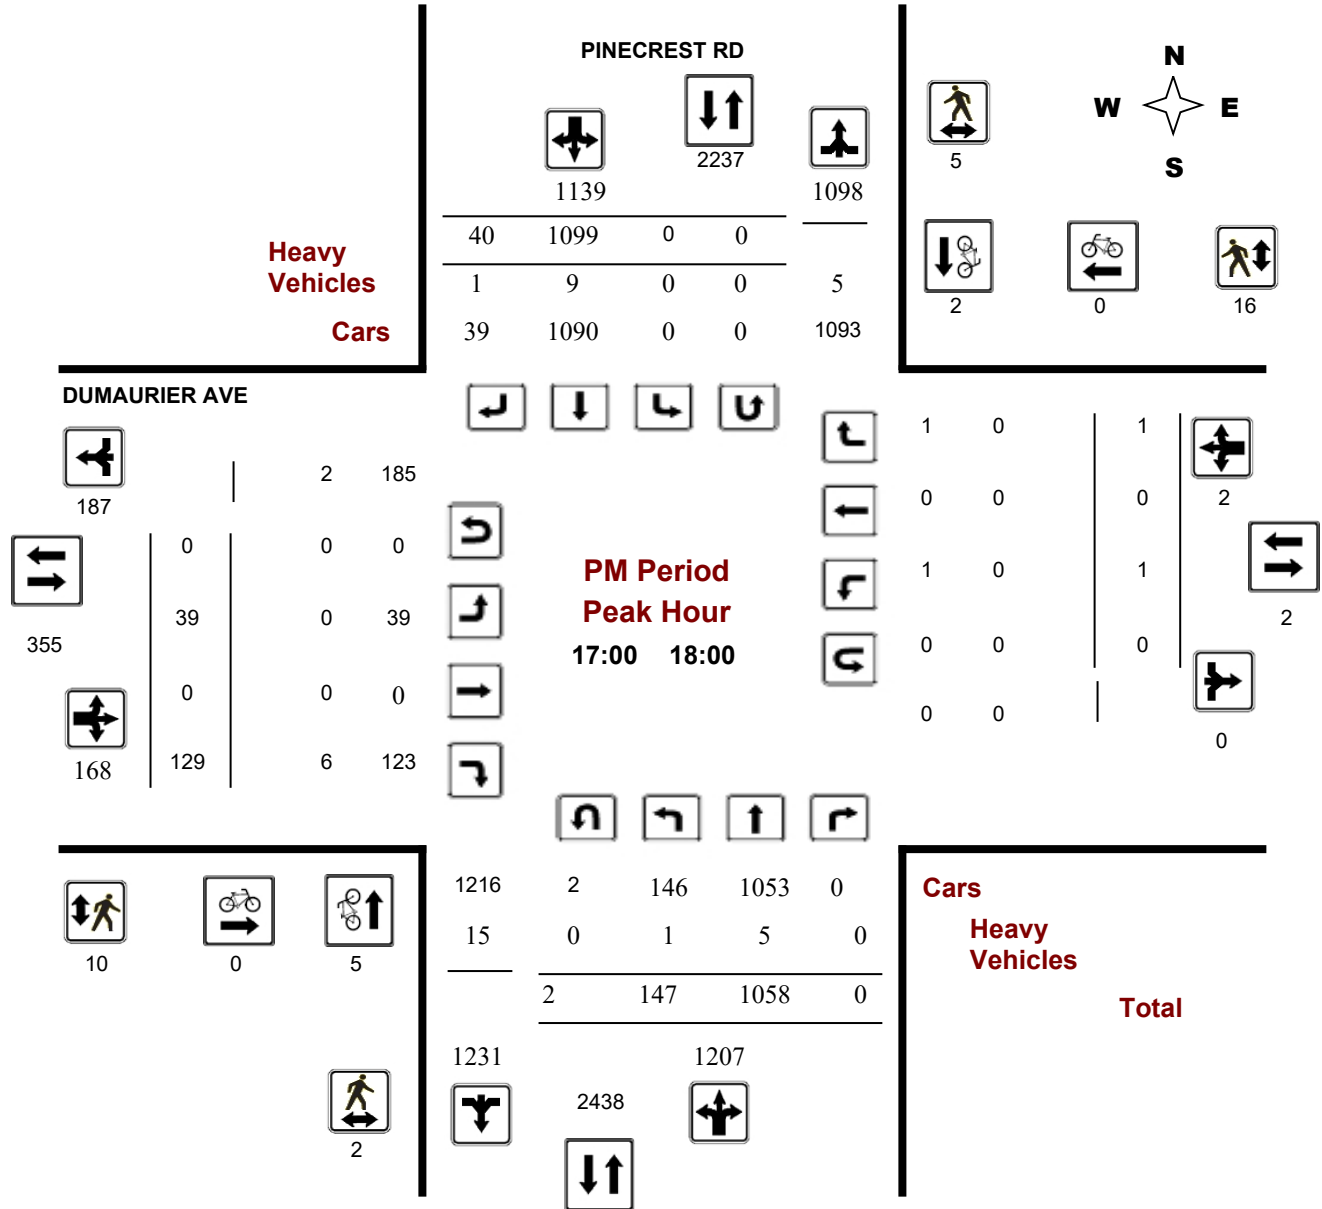 PINECREST RD
N
W E
S
2237
5
1139
1098
40 1099 0 0
Heavy
Vehicles
1 9 0 0 5
2 0 16
Cars
39 1090 0 0 1093
DUMAURIER AVE
1 0 1
2 185
187
0 0 0 2
0 0 0
PM Period
1 0 1
Peak Hour
39 0 39
2
355
17:00 18:00
0 0 0
0 0 0
0 0
0
168
129 6 123
1216 2 146 1053 0
Cars
15 0 1 5 0
Heavy
Vehicles
10 0 5
2 147 1058 0
Total
1231 1207
2438
2